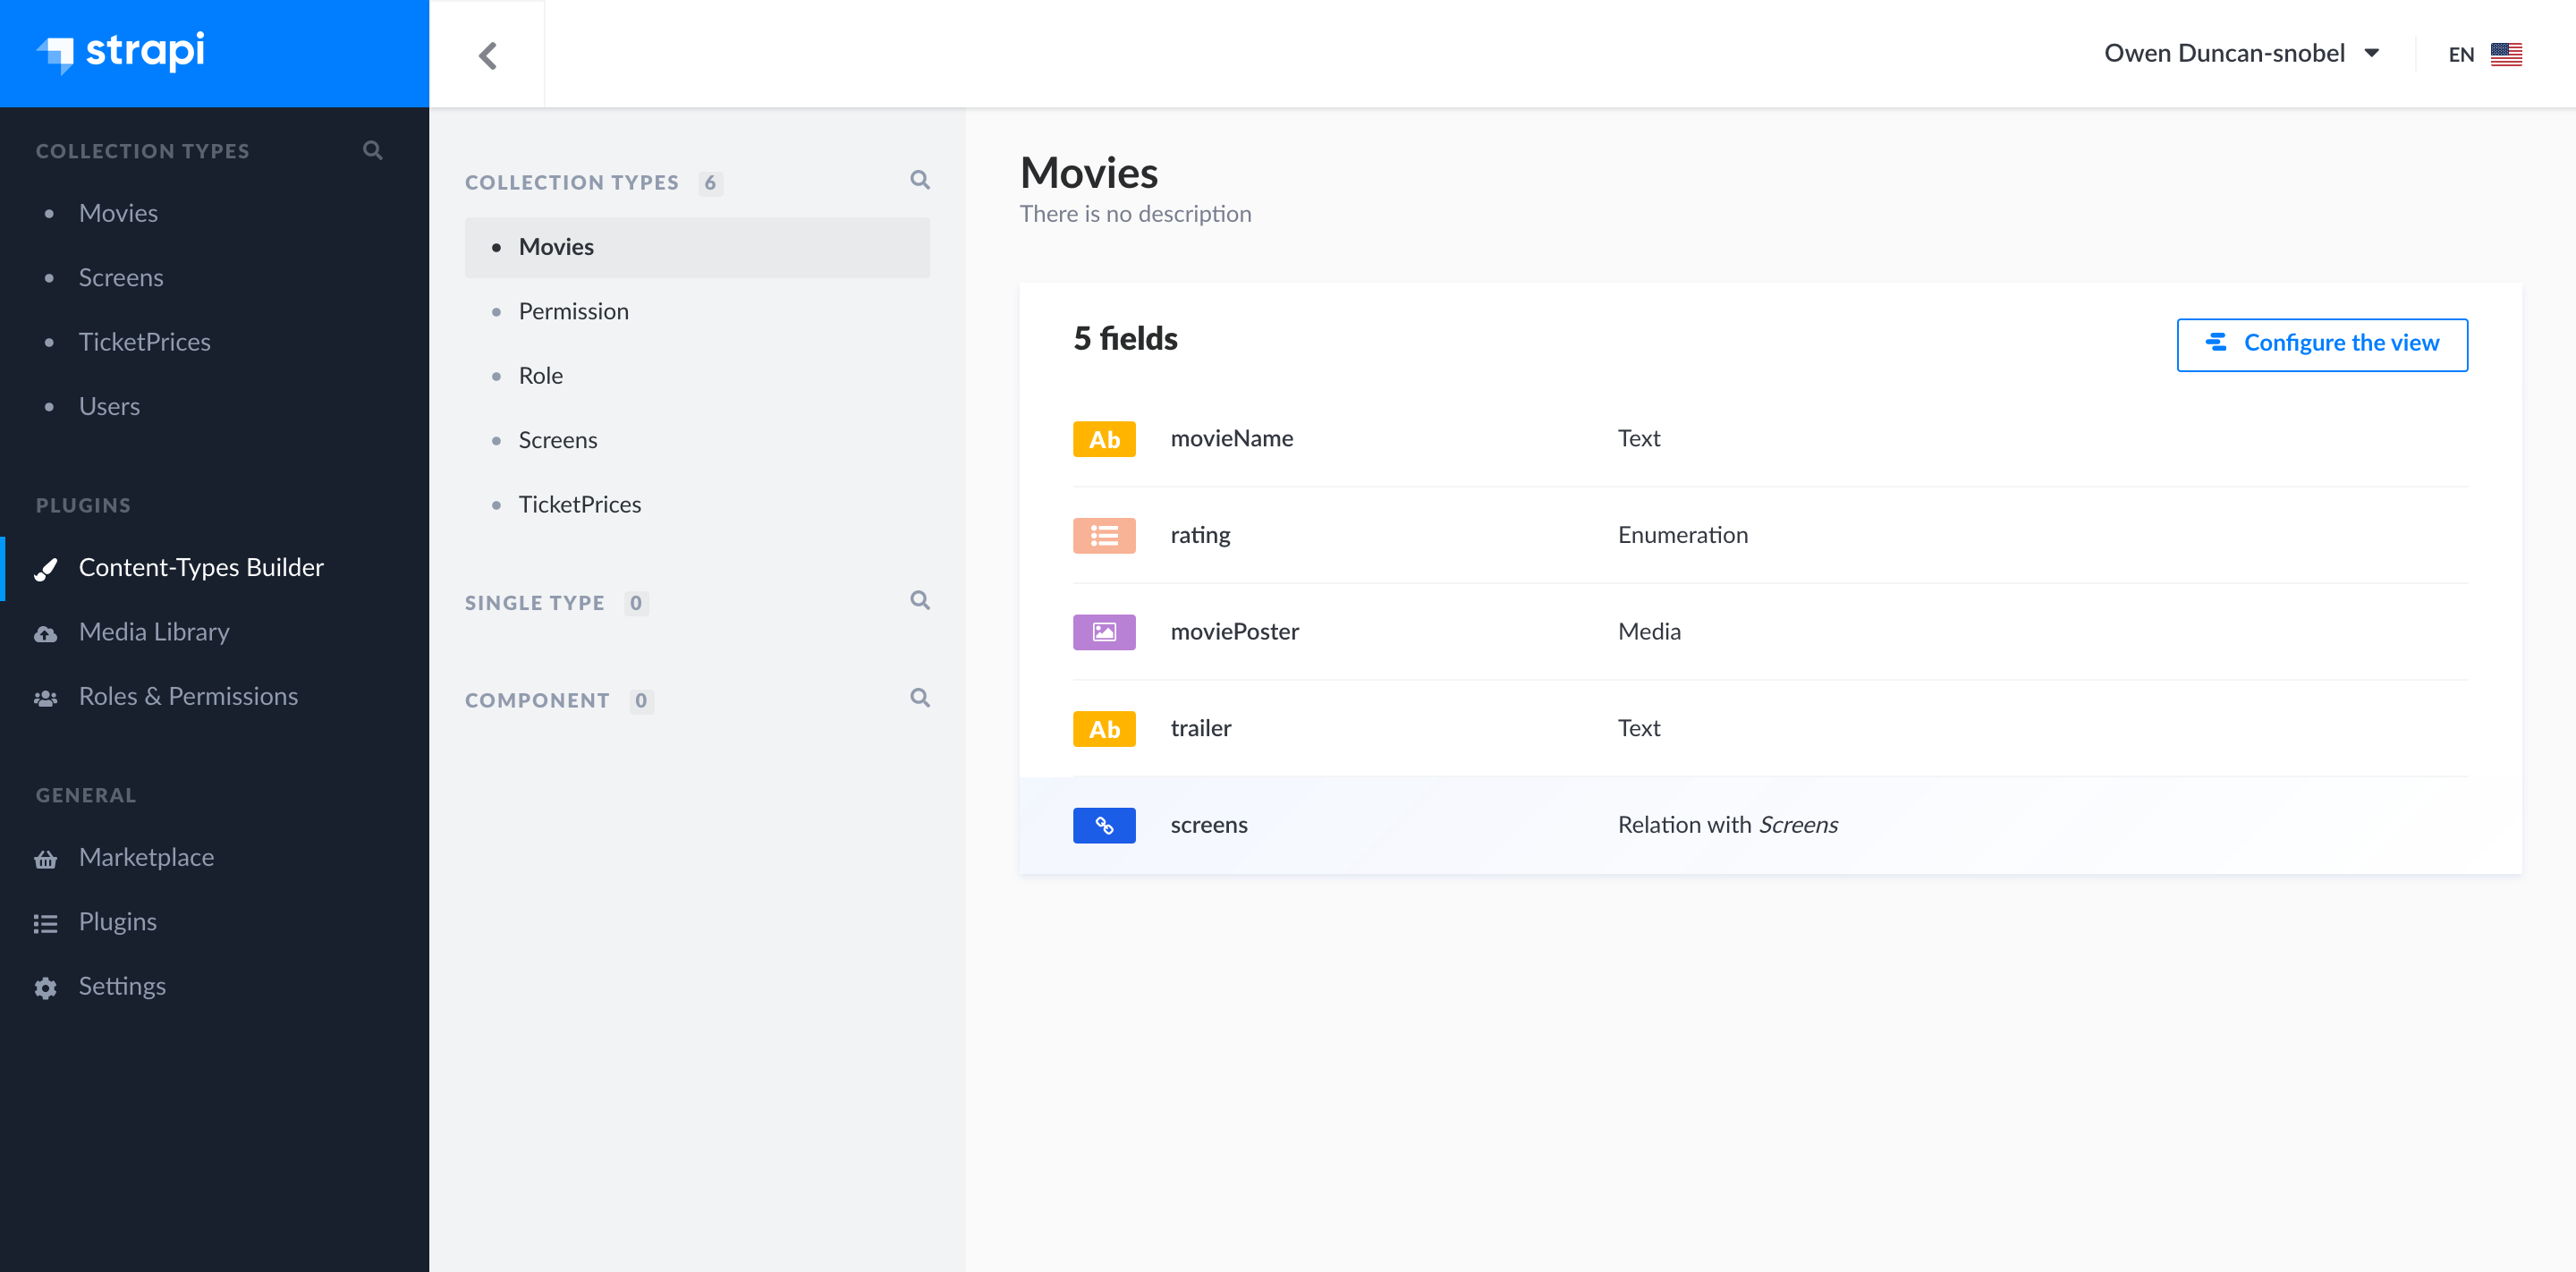 strapi
Owen Duncan-snobel
EN
COLLECTION TYPES
Movies
Screens
TicketPrices
Users
PLUGINS
Content-Types Builder
Media Library
Roles & Permissions
GENERAL
Marketplace
Plugins
Settings
COLLECTION TYPES 6
Movies
Permission
Role
Screens
TicketPrices
SINGLE TYPE 0
COMPONENT 0
Movies
There is no description
5 fields
Configure the view
Ab movieName Text
rating Enumeration
moviePoster Media
Ab trailer Text
screens Relation with Screens